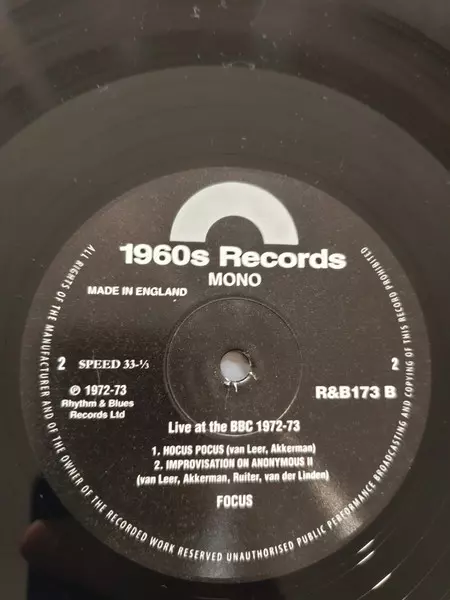 1960s Records
MONO
MADE IN ENGLAND
2 SPEED 33-⅓
2
℗ 1972-73
Rhythm & Blues
Records Ltd
R&B173 B
Live at the BBC 1972-73
1. HOCUS POCUS (van Leer, Akkerman)
2. IMPROVISATION ON ANONYMOUS II
(van Leer, Akkerman, Ruiter, van der Linden)
FOCUS
ALL RIGHTS OF THE MANUFACTURER AND OF THE OWNER OF THE RECORDED WORK RESERVED UNAUTHORISED PUBLIC PERFORMANCE BROADCASTING AND COPYING OF THIS RECORD PROHIBITED